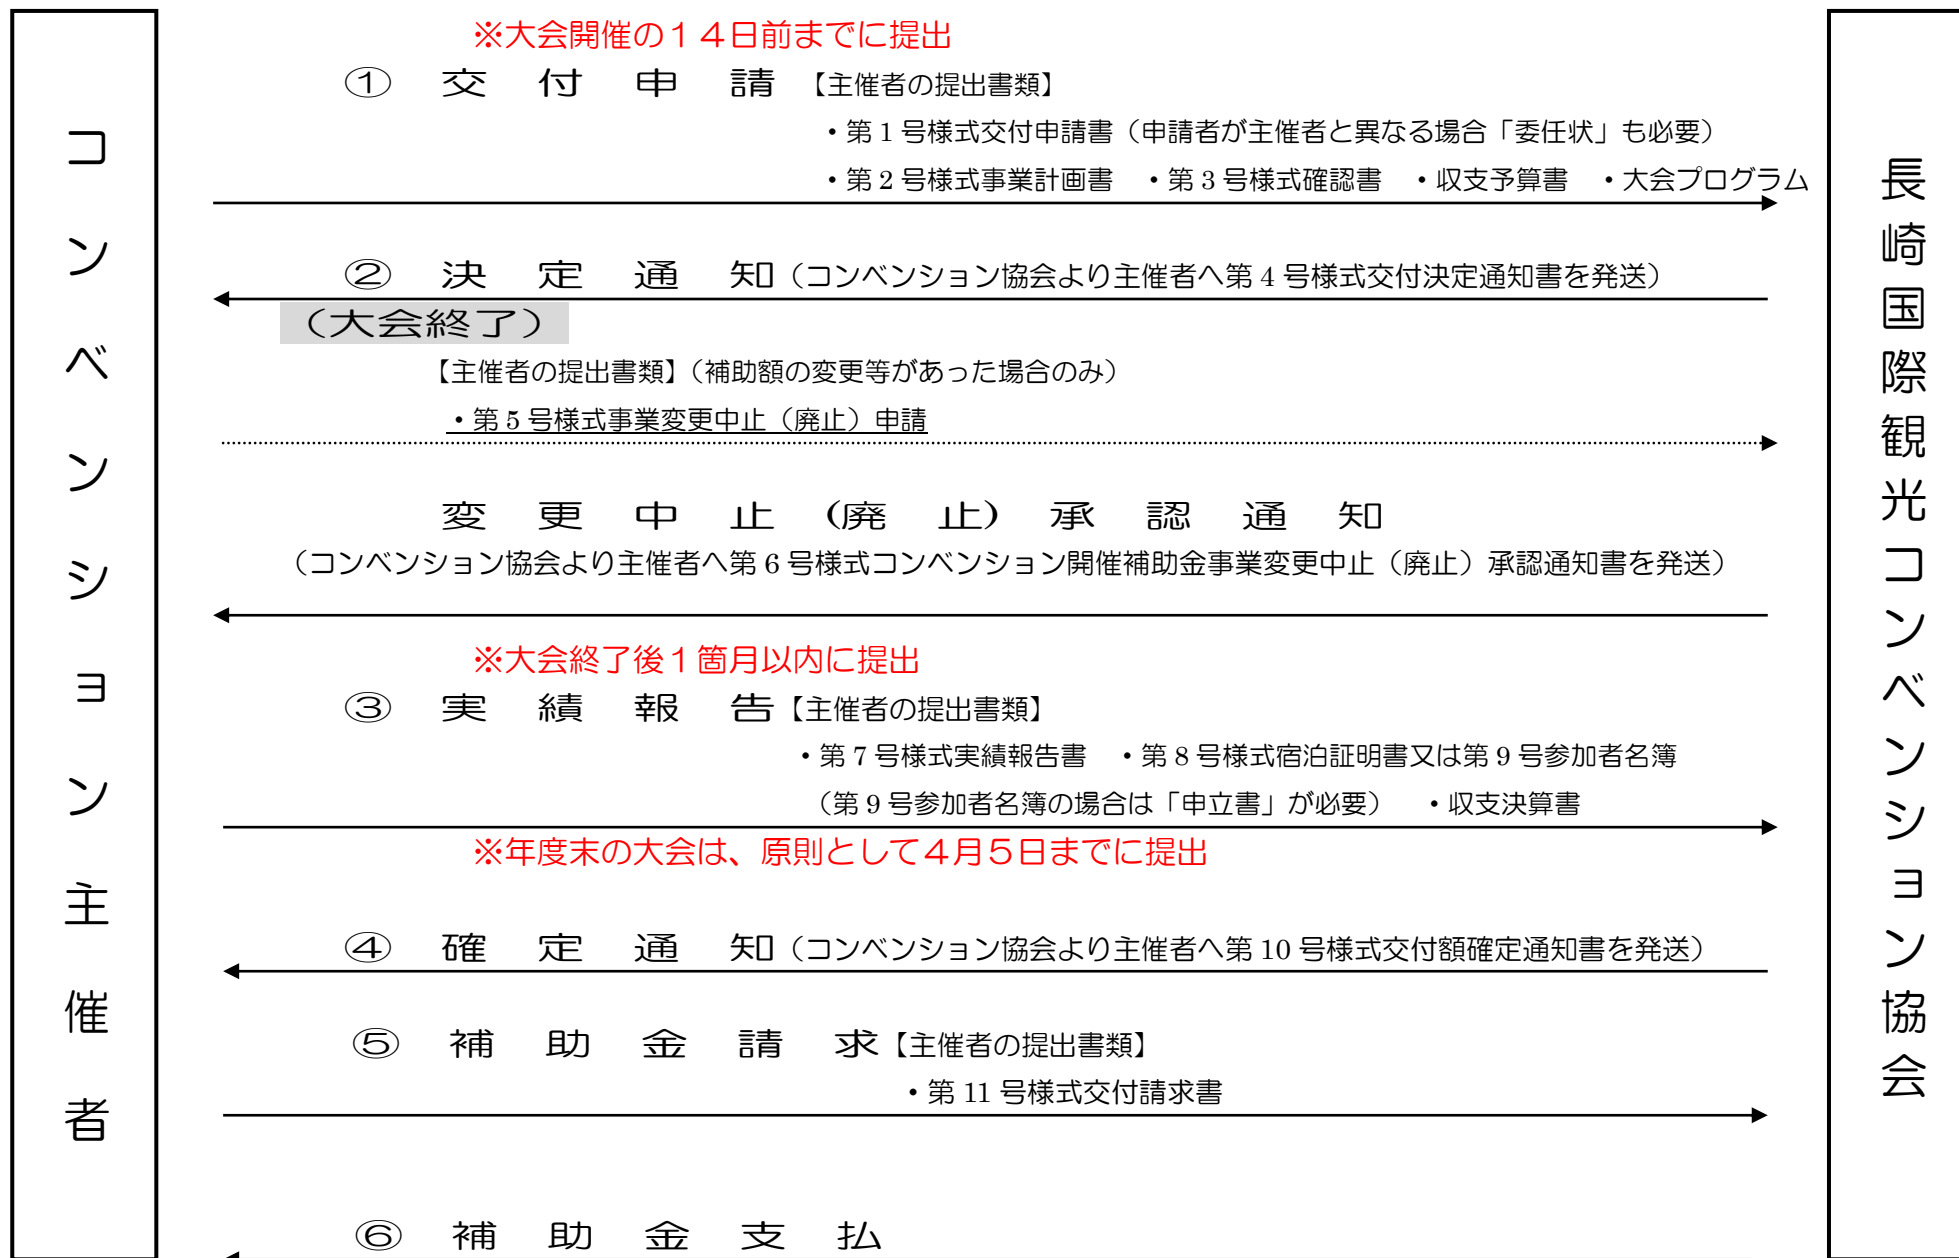 コンベンション主催者
※大会開催の１４日前までに提出
① 交付申請【主催者の提出書類】
・第1号様式交付申請書（申請者が主催者と異なる場合「委任状」も必要）
・第2号様式事業計画書　・第3号様式確認書　・収支予算書　・大会プログラム
② 決定通知（コンベンション協会より主催者へ第4号様式交付決定通知書を発送）
（大会終了）
【主催者の提出書類】（補助額の変更等があった場合のみ）
・第5号様式事業変更中止（廃止）申請
変更中止(廃止)承認通知
（コンベンション協会より主催者へ第6号様式コンベンション開催補助金事業変更中止（廃止）承認通知書を発送）
※大会終了後１箇月以内に提出
③ 実績報告【主催者の提出書類】
・第7号様式実績報告書　・第8号様式宿泊証明書又は第9号参加者名簿
（第9号参加者名簿の場合は「申立書」が必要）　・収支決算書
※年度末の大会は、原則として４月５日までに提出
④ 確定通知（コンベンション協会より主催者へ第10号様式交付額確定通知書を発送）
⑤ 補助金請求【主催者の提出書類】
・第11号様式交付請求書
⑥ 補助金支払
長崎国際観光コンベンション協会